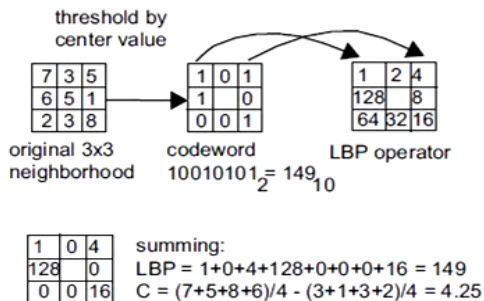 threshold by
center value
7 3 5
6 5 1
2 3 8
1 0 1
1 0
0 0 1
1 2 4
128 8
64 32 16
original 3x3
neighborhood
codeword
10010101₂ = 149₁₀
LBP operator
1 0 4
128 0
0 0 16
summing:
LBP = 1+0+4+128+0+0+0+16 = 149
C = (7+5+8+6)/4 - (3+1+3+2)/4 = 4.25